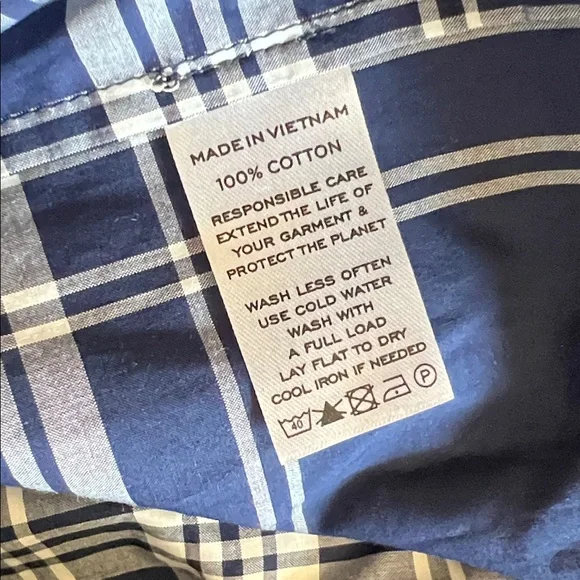 MADE IN VIETNAM
100% COTTON
RESPONSIBLE CARE
EXTEND THE LIFE OF
YOUR GARMENT &
PROTECT THE PLANET
WASH LESS OFTEN
USE COLD WATER
WASH WITH
A FULL LOAD
LAY FLAT TO DRY
COOL IRON IF NEEDED
40 P